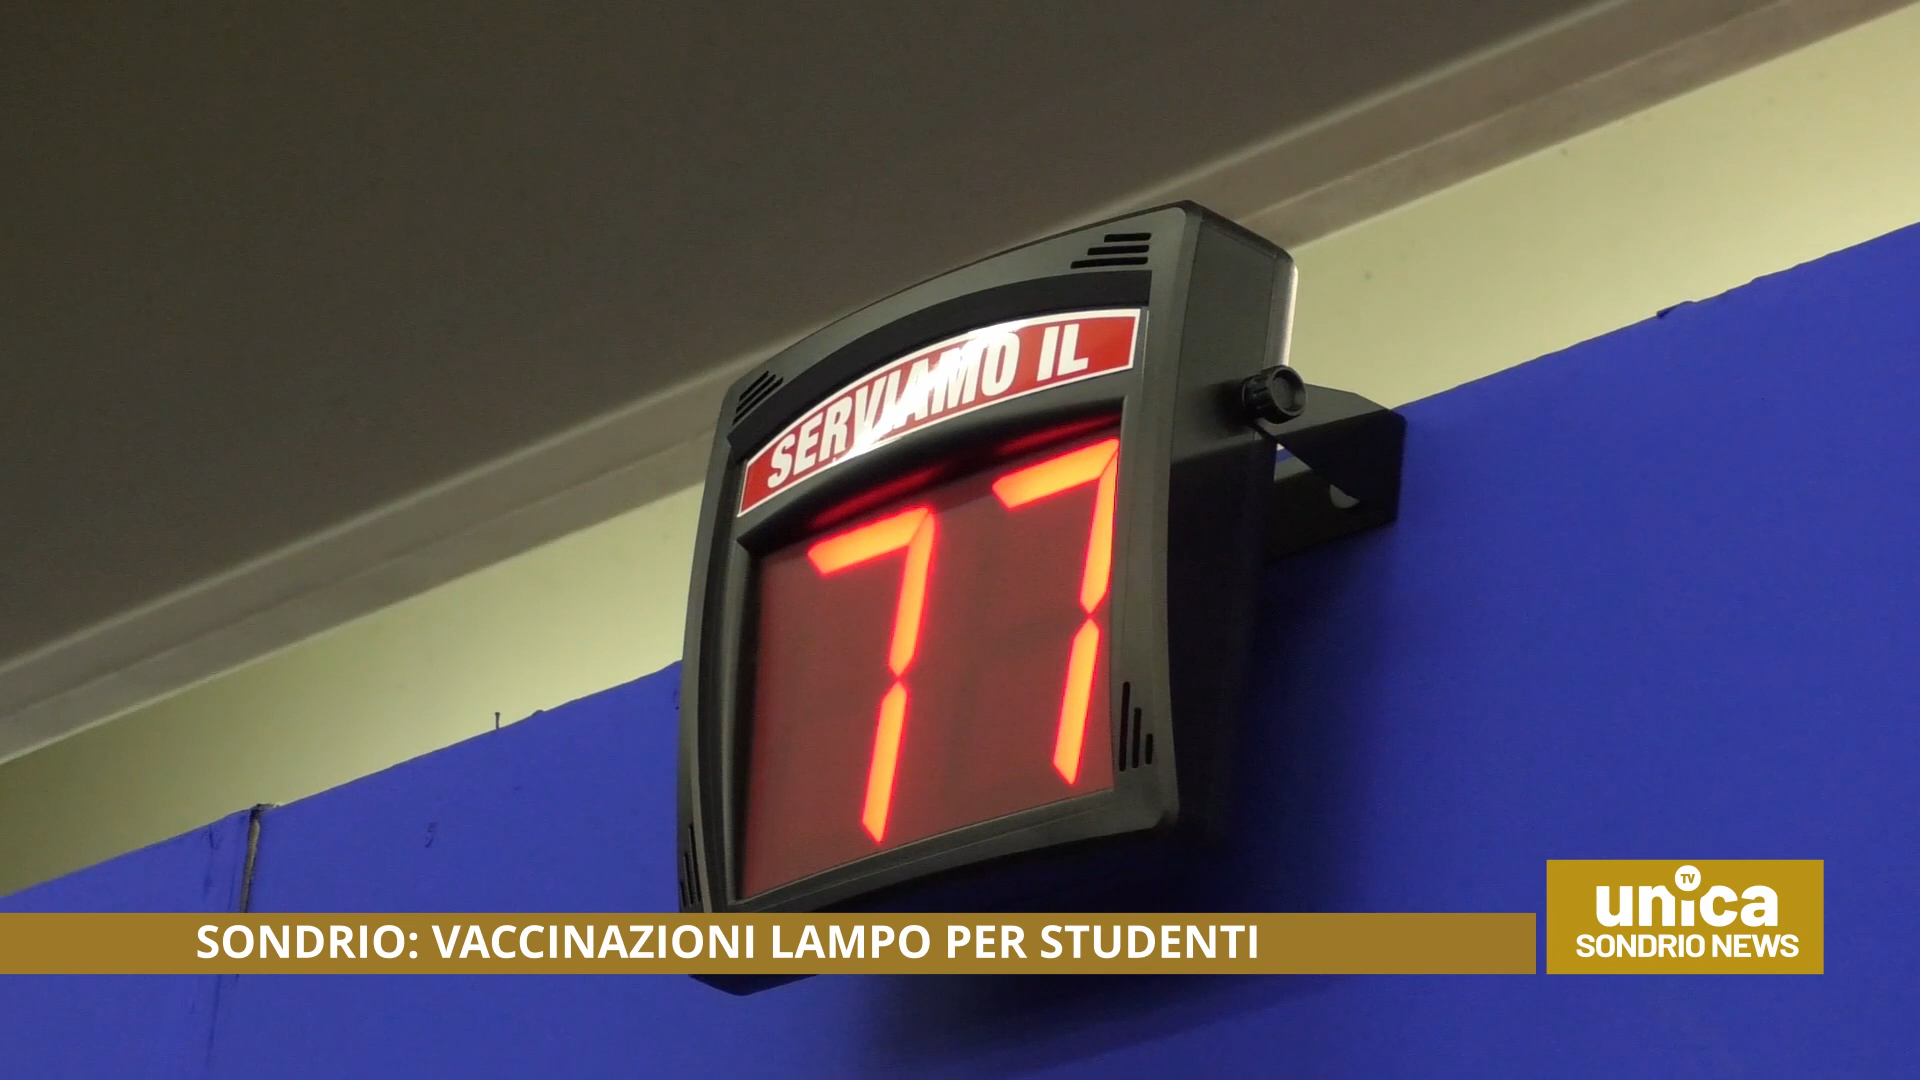 SERVIAMO IL
77
SONDRIO: VACCINAZIONI LAMPO PER STUDENTI
unica TV
SONDRIO NEWS